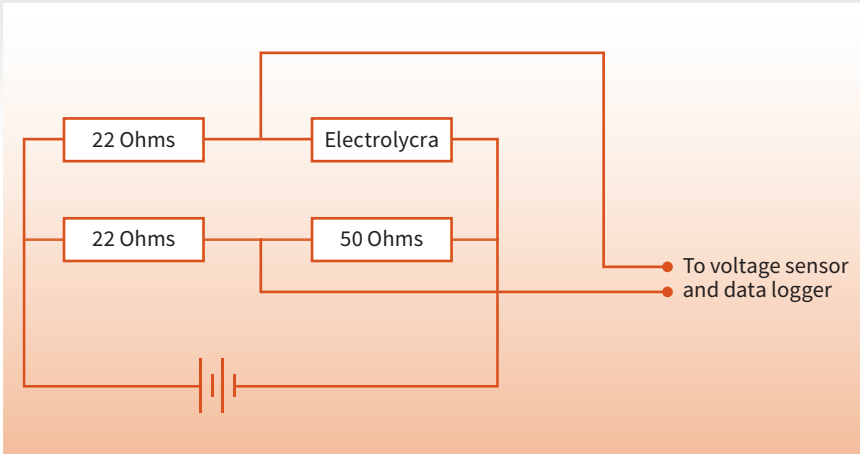 22 Ohms
Electrolycra
22 Ohms
50 Ohms
To voltage sensor
and data logger